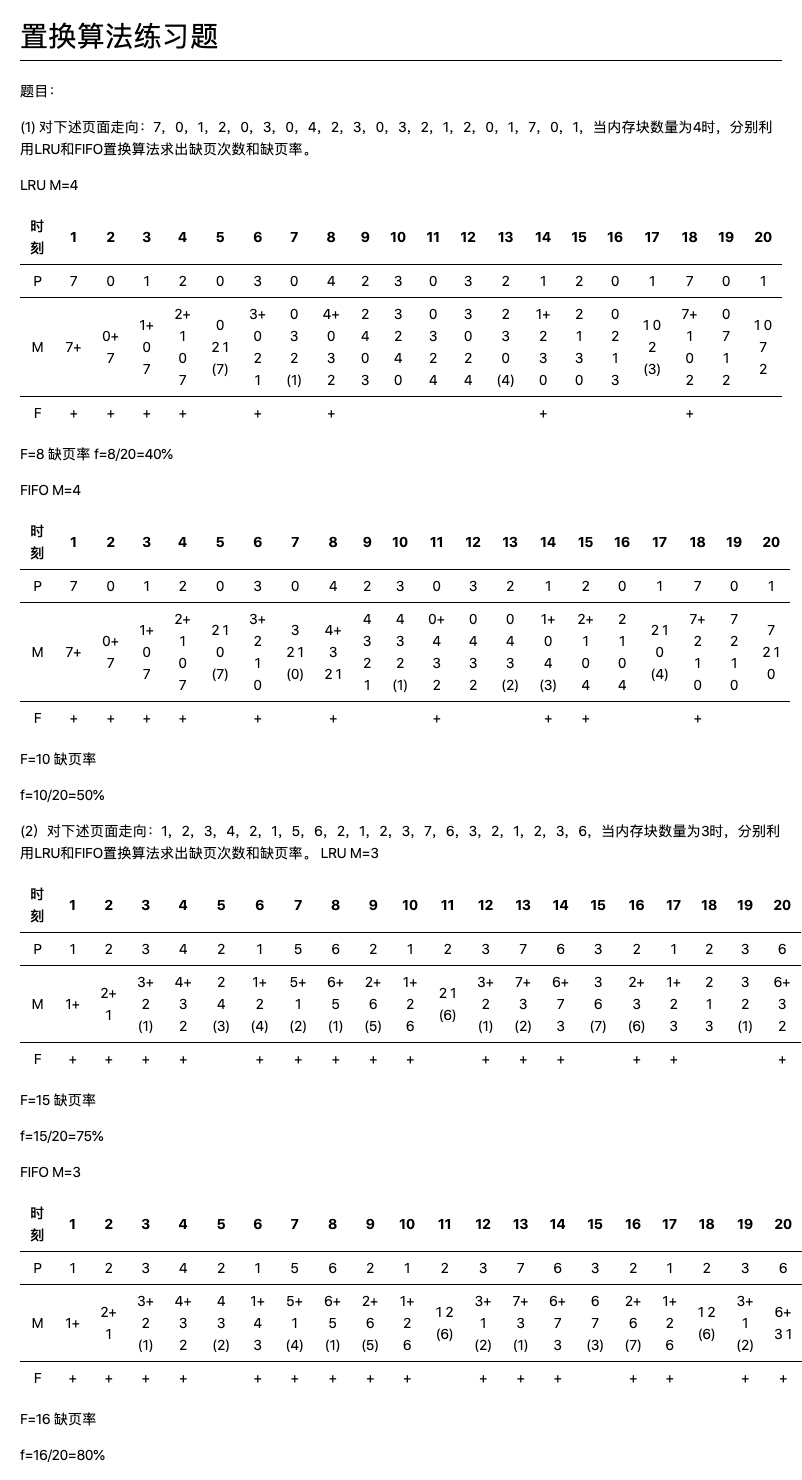 置换算法练习题
题目：
(1) 对下述页面走向：7，0，1，2，0，3，0，4，2，3，0，3，2，1，2，0，1，7，0，1，当内存块数量为4时，分别利
用LRU和FIFO置换算法求出缺页次数和缺页率。
LRU M=4
时刻 1 2 3 4 5 6 7 8 9 10 11 12 13 14 15 16 17 18 19 20
P 7 0 1 2 0 3 0 4 2 3 0 3 2 1 2 0 1 7 0 1
2+ 3+ 0 4+ 2 3 0 3 2 1+ 2 0 7+ 0
1+ 1 0 0 3 0 4 2 3 0 3 2 1 2 1 0 1 7 1 0
M 7+ 0+ 7 0 0 2 1 2 2 3 0 4 2 2 0 3 3 1 2 0 1 7
7 7 (7) 1 (1) 2 3 0 4 4 (4) 0 0 3 (3) 2 2 2
F + + + + + + + +
F=8 缺页率 f=8/20=40%
FIFO M=4
时刻 1 2 3 4 5 6 7 8 9 10 11 12 13 14 15 16 17 18 19 20
P 7 0 1 2 0 3 0 4 2 3 0 3 2 1 2 0 1 7 0 1
2+ 3+ 3 4+ 4 4 0+ 0 0 1+ 2+ 2 7+ 7 7
1+ 1 2 1 2 2 1 3 3 3 4 4 4 0 1 1 2 1 2 2 2 1
M 7+ 0+ 7 0 0 0 1 (0) 2 1 2 2 3 3 3 4 0 0 0 1 1 0
7 7 (7) 0 1 (1) 2 2 (2) (3) 4 4 (4) 0 0
F + + + + + + + + + +
F=10 缺页率
f=10/20=50%
(2）对下述页面走向：1，2，3，4，2，1，5，6，2，1，2，3，7，6，3，2，1，2，3，6，当内存块数量为3时，分别利
用LRU和FIFO置换算法求出缺页次数和缺页率。 LRU M=3
时刻 1 2 3 4 5 6 7 8 9 10 11 12 13 14 15 16 17 18 19 20
P 1 2 3 4 2 1 5 6 2 1 2 3 7 6 3 2 1 2 3 6
3+ 4+ 2 1+ 5+ 6+ 2+ 1+ 3+ 7+ 6+ 3 2+ 1+ 2 3 6+
M 1+ 2+ 1 2 3 4 2 1 5 6 2 2 1 2 3 7 6 3 2 1 2 3
(1) 2 (3) (4) (2) (1) (5) 6 (6) (1) (2) 3 (7) (6) 3 3 (1) 2
F + + + + + + + + + + + + + + +
F=15 缺页率
f=15/20=75%
FIFO M=3
时刻 1 2 3 4 5 6 7 8 9 10 11 12 13 14 15 16 17 18 19 20
P 1 2 3 4 2 1 5 6 2 1 2 3 7 6 3 2 1 2 3 6
3+ 4+ 4 1+ 5+ 6+ 2+ 1+ 3+ 7+ 6+ 6 2+ 1+ 3+
M 1+ 2+ 1 2 3 3 4 1 5 6 2 1 2 1 3 7 7 6 2 1 2 1 6+
(1) 2 (2) 3 (4) (1) (5) 6 (6) (2) (1) 3 (3) (7) 6 (6) (2) 3 1
F + + + + + + + + + + + + + + + +
F=16 缺页率
f=16/20=80%